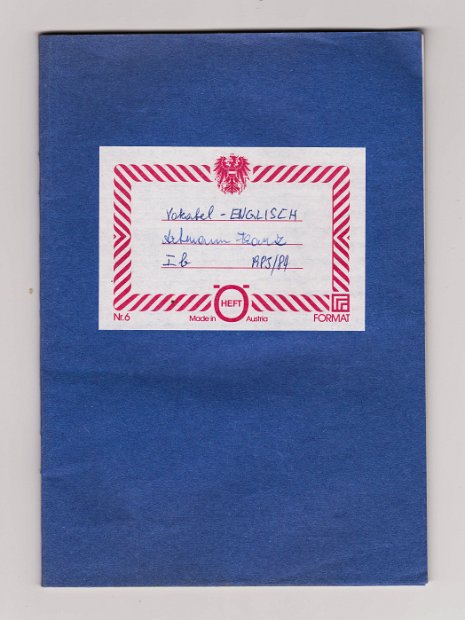 Vokabel - ENGLISCH
Franz
I b 1983/84
HEFT
Nr.6 Made in Austria FORMAT